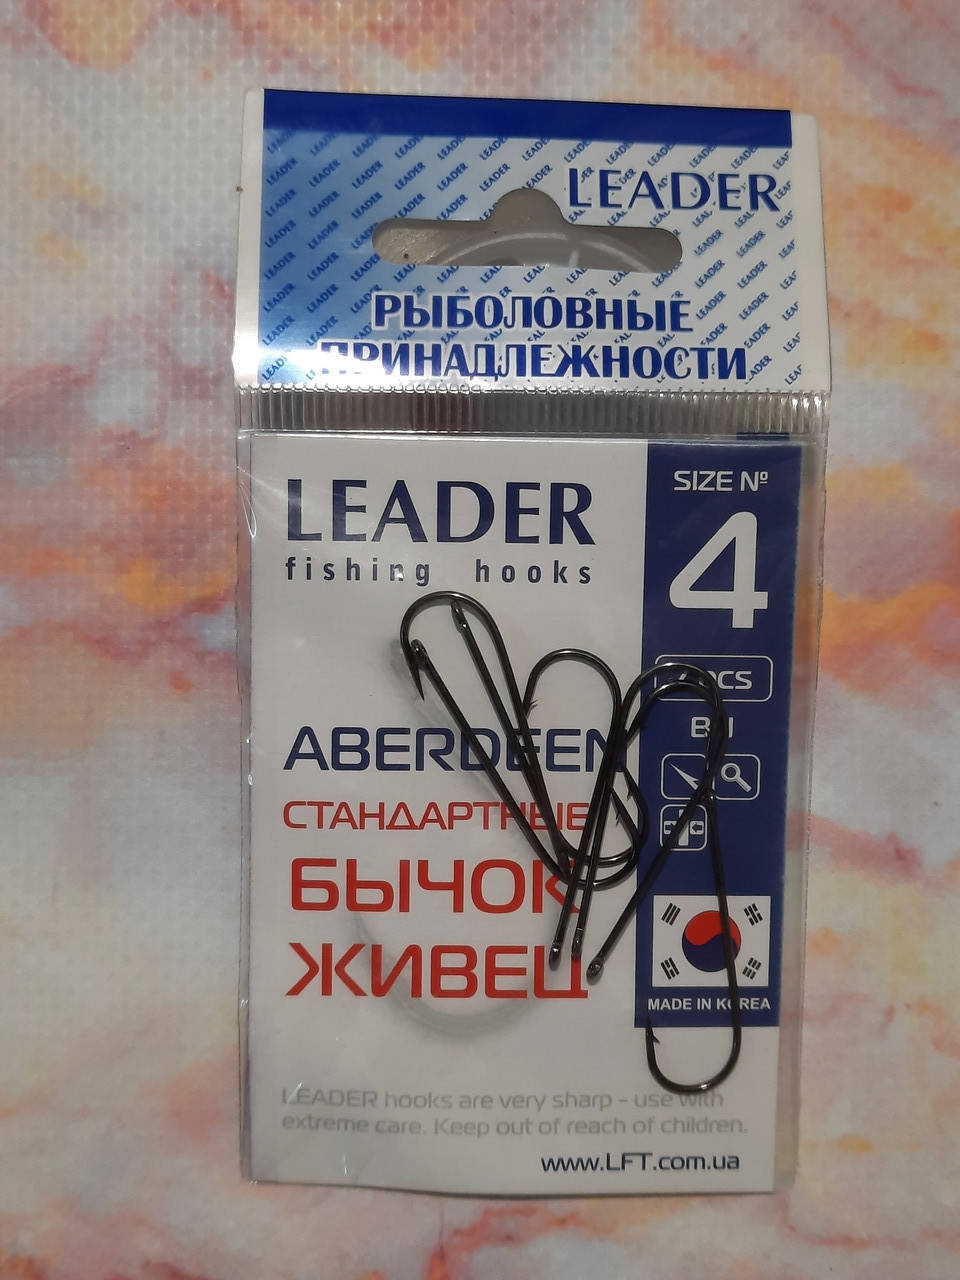 LEADER
РЫБОЛОВНЫЕ
ПРИНАДЛЕЖНОСТИ
LEADER
fishing hooks
SIZE №
4
PCS
ABERDEEN
СТАНДАРТНЫЕ
БЫЧОК
ЖИВЕЦ
MADE IN KOREA
LEADER hooks are very sharp - use with
extreme care. Keep out of reach of children.
www.LFT.com.ua